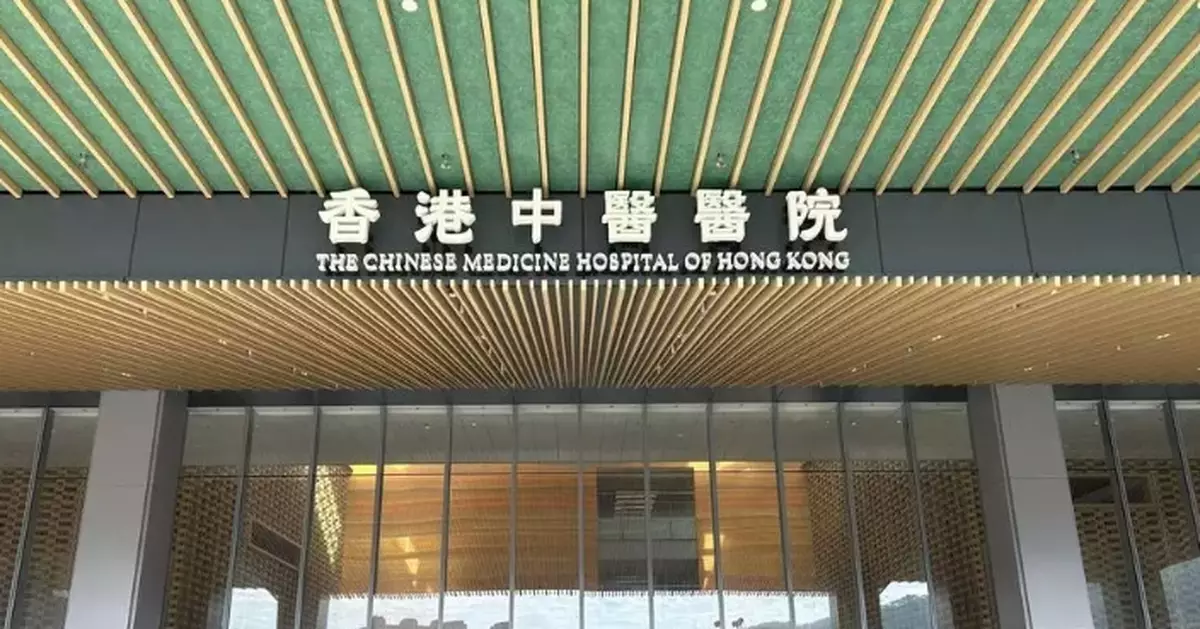 香港中醫醫院
THE CHINESE MEDICINE HOSPITAL OF HONG KONG